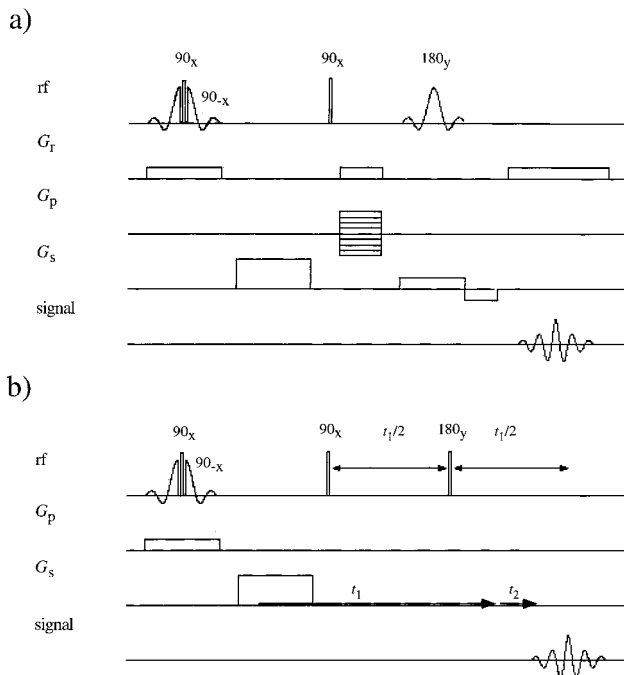 a)
90x 90x 180y
rf
90-x
Gr
Gp
Gs
signal
b)
90x 90x t1/2 180y t1/2
rf
90-x
Gp
Gs
t1 t2
signal